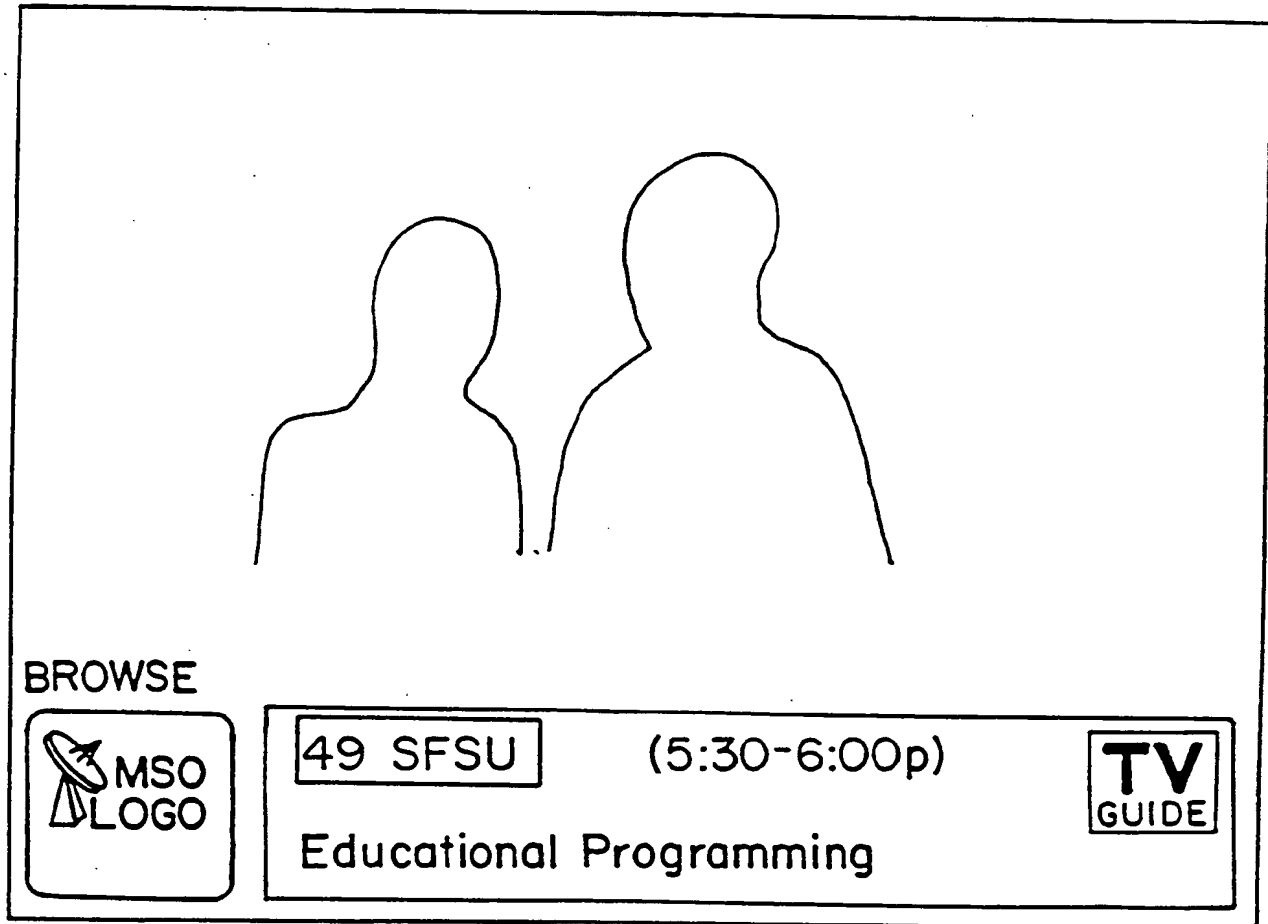 BROWSE
MSO
LOGO
49 SFSU (5:30-6:00p)
Educational Programming
TV
GUIDE